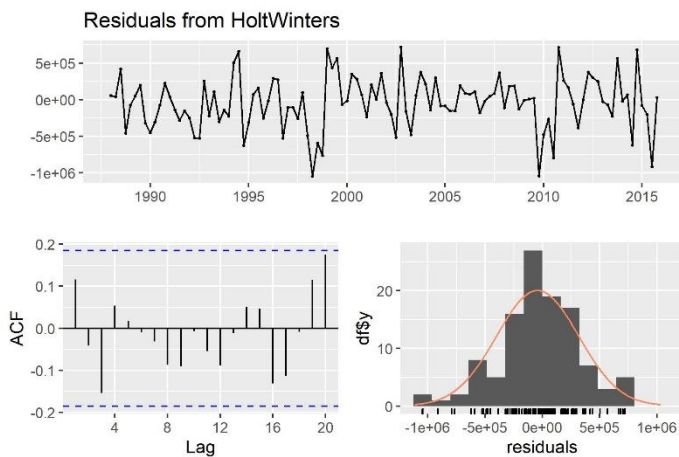 Residuals from HoltWinters
5e+05
0e+00
-5e+05
-1e+06
1990 1995 2000 2005 2010 2015
0.2
0.1
0.0
-0.1
-0.2
ACF
4 8 12 16 20
Lag
20
10
0
df$y
-1e+06 -5e+05 0e+00 5e+05 1e+06
residuals